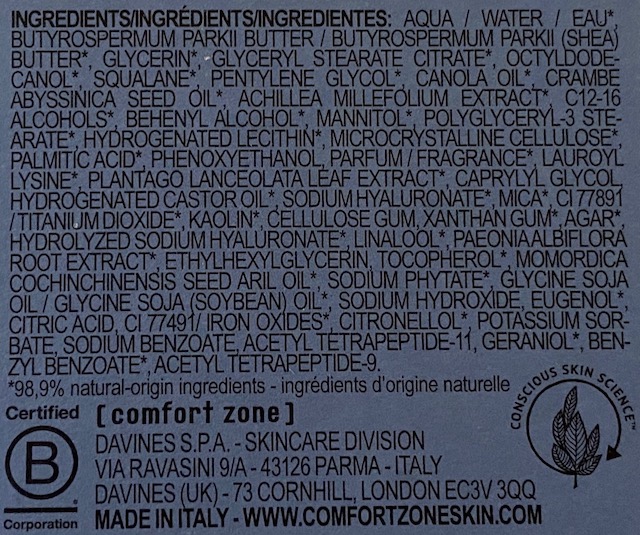 INGREDIENTS/INGRÉDIENTS/INGREDIENTES: AQUA / WATER / EAU*,
BUTYROSPERMUM PARKII BUTTER / BUTYROSPERMUM PARKII (SHEA)
BUTTER*, GLYCERIN*, GLYCERYL STEARATE CITRATE*, OCTYLDODE-
CANOL*, SQUALANE*, PENTYLENE GLYCOL*, CANOLA OIL*, CRAMBE
ABYSSINICA SEED OIL*, ACHILLEA MILLEFOLIUM EXTRACT*, C12-16
ALCOHOLS*, BEHENYL ALCOHOL*, MANNITOL*, POLYGLYCERYL-3 STE-
ARATE*, HYDROGENATED LECITHIN*, MICROCRYSTALLINE CELLULOSE*,
PALMITIC ACID*, PHENOXYETHANOL, PARFUM / FRAGRANCE*, LAUROYL
LYSINE*, PLANTAGO LANCEOLATA LEAF EXTRACT*, CAPRYLYL GLYCOL,
HYDROGENATED CASTOR OIL*, SODIUM HYALURONATE*, MICA*, CI 77891
/ TITANIUM DIOXIDE*, KAOLIN*, CELLULOSE GUM, XANTHAN GUM*, AGAR*,
HYDROLYZED SODIUM HYALURONATE*, LINALOOL*, PAEONIA ALBIFLORA
ROOT EXTRACT*, ETHYLHEXYLGLYCERIN, TOCOPHEROL*, MOMORDICA
COCHINCHINENSIS SEED ARIL OIL*, SODIUM PHYTATE*, GLYCINE SOJA
OIL / GLYCINE SOJA (SOYBEAN) OIL*, SODIUM HYDROXIDE, EUGENOL*,
CITRIC ACID, CI 77491/ IRON OXIDES*, CITRONELLOL*, POTASSIUM SOR-
BATE, SODIUM BENZOATE, ACETYL TETRAPEPTIDE-11, GERANIOL*, BEN-
ZYL BENZOATE*, ACETYL TETRAPEPTIDE-9.
*98,9% natural-origin ingredients - ingrédients d'origine naturelle
Certified
B
Corporation
[comfort zone]
DAVINES S.P.A. - SKINCARE DIVISION
VIA RAVASINI 9/A - 43126 PARMA - ITALY
DAVINES (UK) - 73 CORNHILL, LONDON EC3V 3QQ
MADE IN ITALY - WWW.COMFORTZONESKIN.COM
CONSCIOUS SKIN SCIENCE™